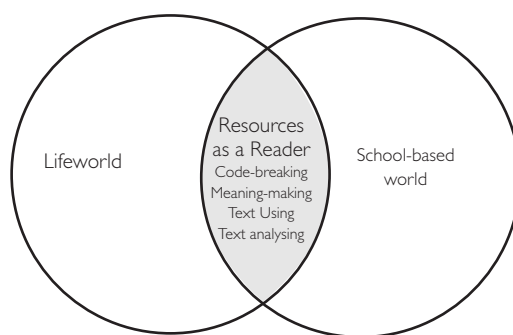 Lifeworld
Resources
as a Reader
Code-breaking
Meaning-making
Text Using
Text analysing
School-based
world